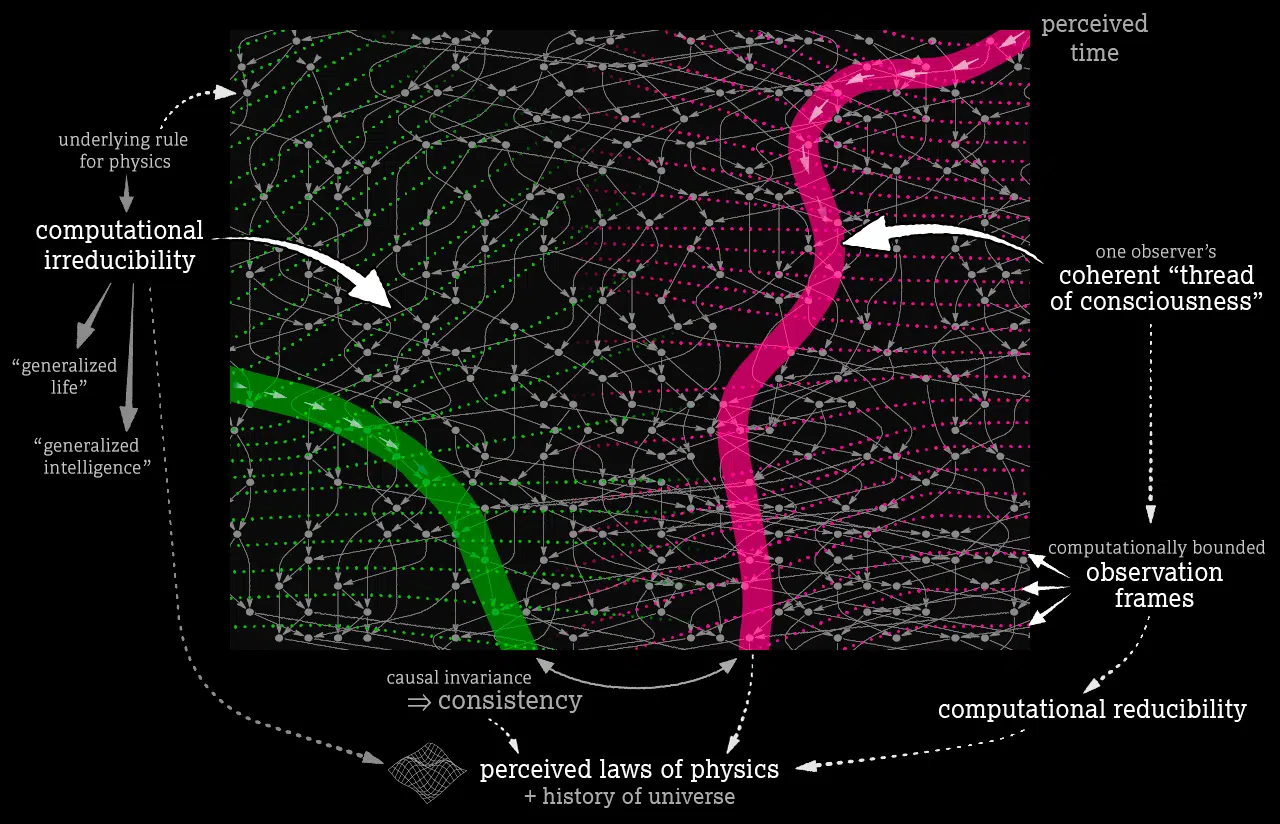 perceived
time
underlying rule
for physics
computational
irreducibility
“generalized
life”
“generalized
intelligence”
one observer’s
coherent “thread
of consciousness”
computationally bounded
observation
frames
causal invariance
⇒ consistency
computational reducibility
perceived laws of physics
+ history of universe